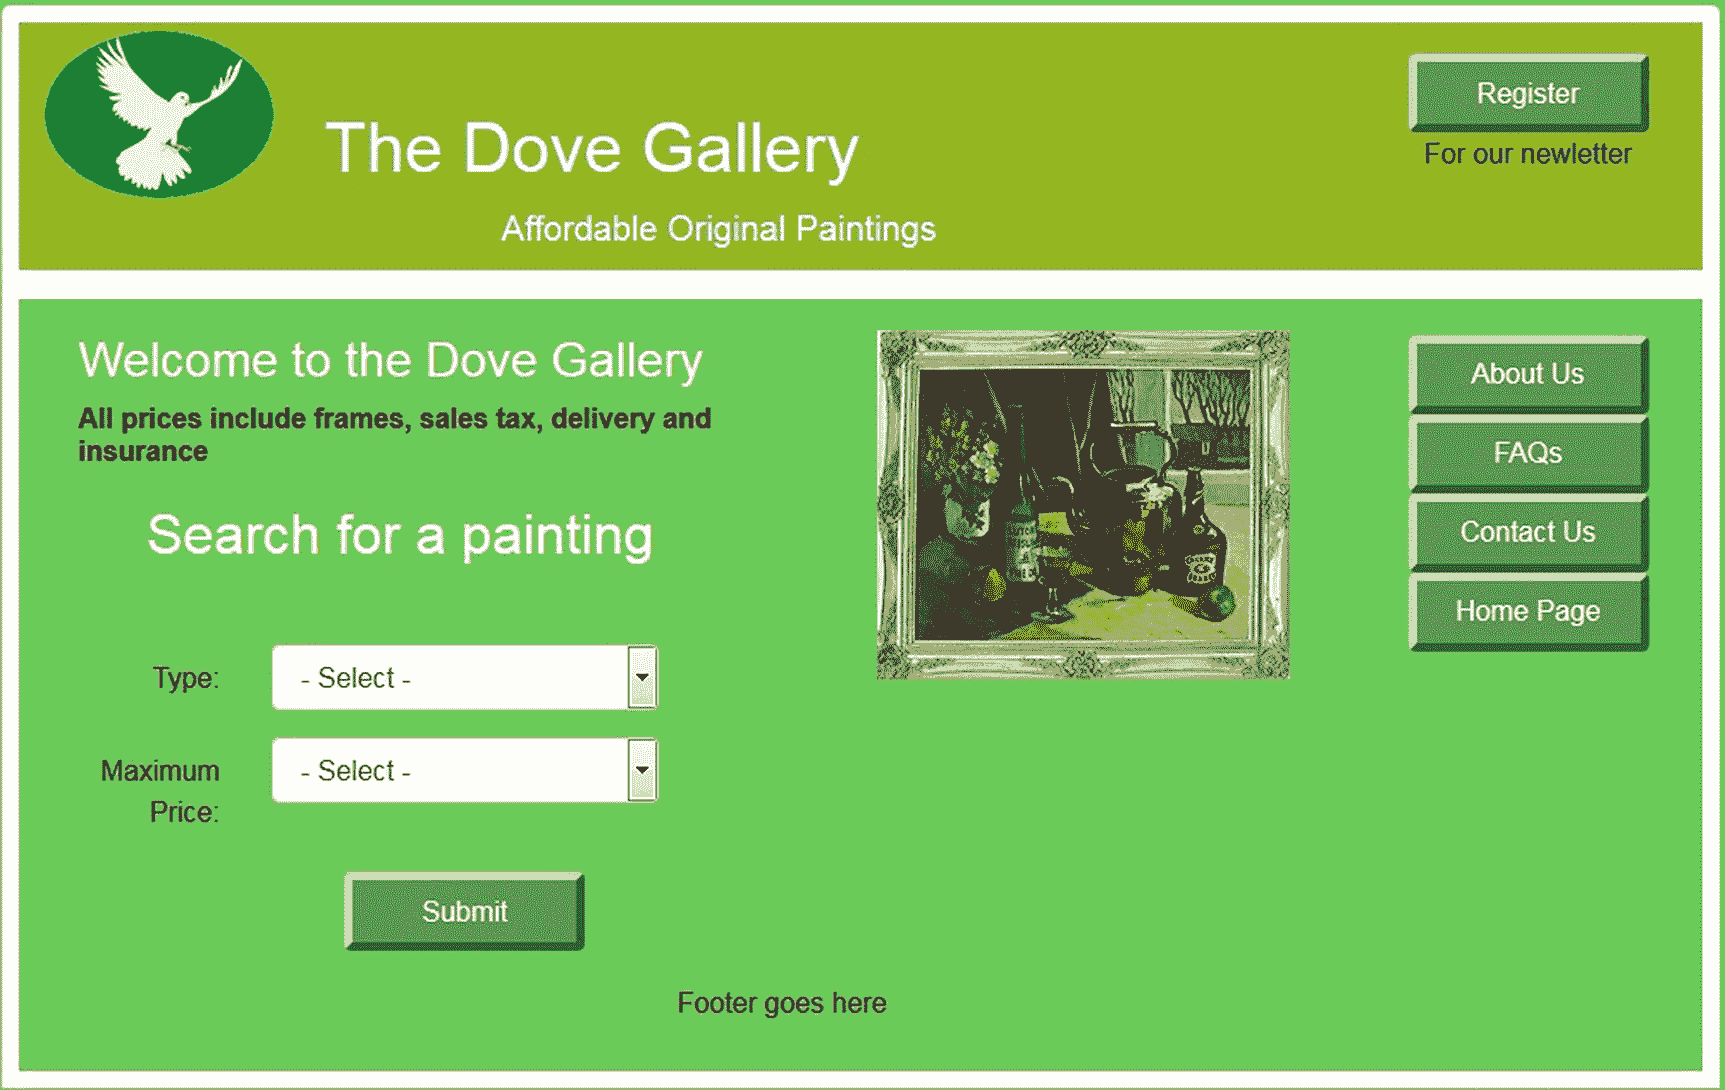 The Dove Gallery
Affordable Original Paintings
Register
For our newletter
Welcome to the Dove Gallery
All prices include frames, sales tax, delivery and
insurance
Search for a painting
Type:
- Select -
Maximum
Price:
- Select -
Submit
About Us
FAQs
Contact Us
Home Page
Footer goes here